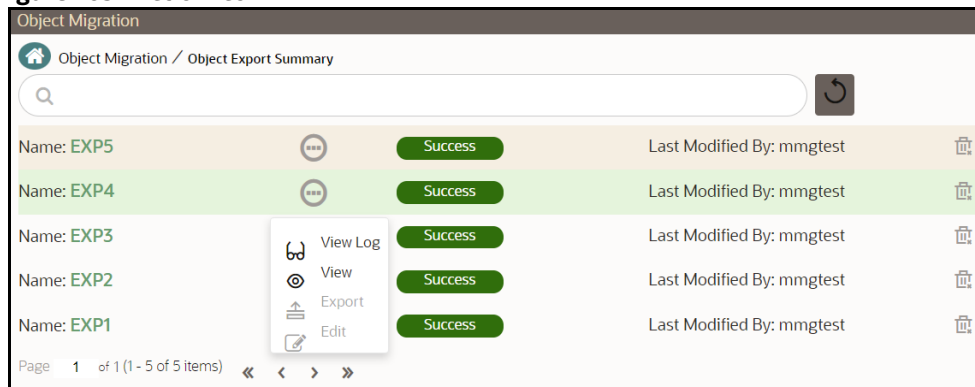 Object Migration
Object Migration / Object Export Summary
Name: EXP5 Success Last Modified By: mmgtest
Name: EXP4 Success Last Modified By: mmgtest
Name: EXP3 View Log Success Last Modified By: mmgtest
View
Name: EXP2 Success Last Modified By: mmgtest
Export
Name: EXP1 Edit Success Last Modified By: mmgtest
Page 1 of 1 (1 - 5 of 5 items) « ‹ › »